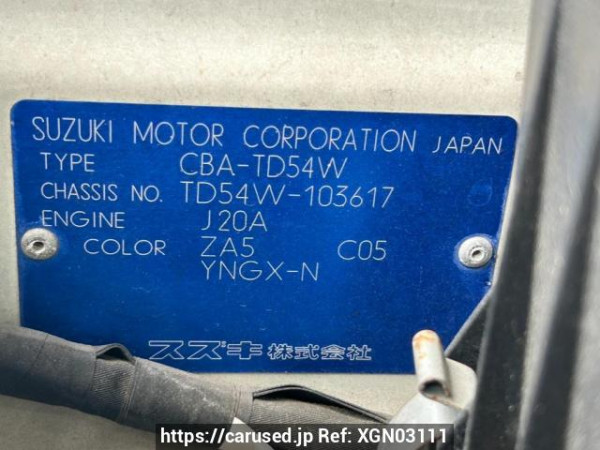 SUZUKI MOTOR CORPORATION JAPAN
TYPE CBA-TD54W
CHASSIS NO. TD54W-103617
ENGINE J20A
COLOR ZA5 C05
YNGX-N
スズキ株式会社
https://carused.jp Ref: XGN03111